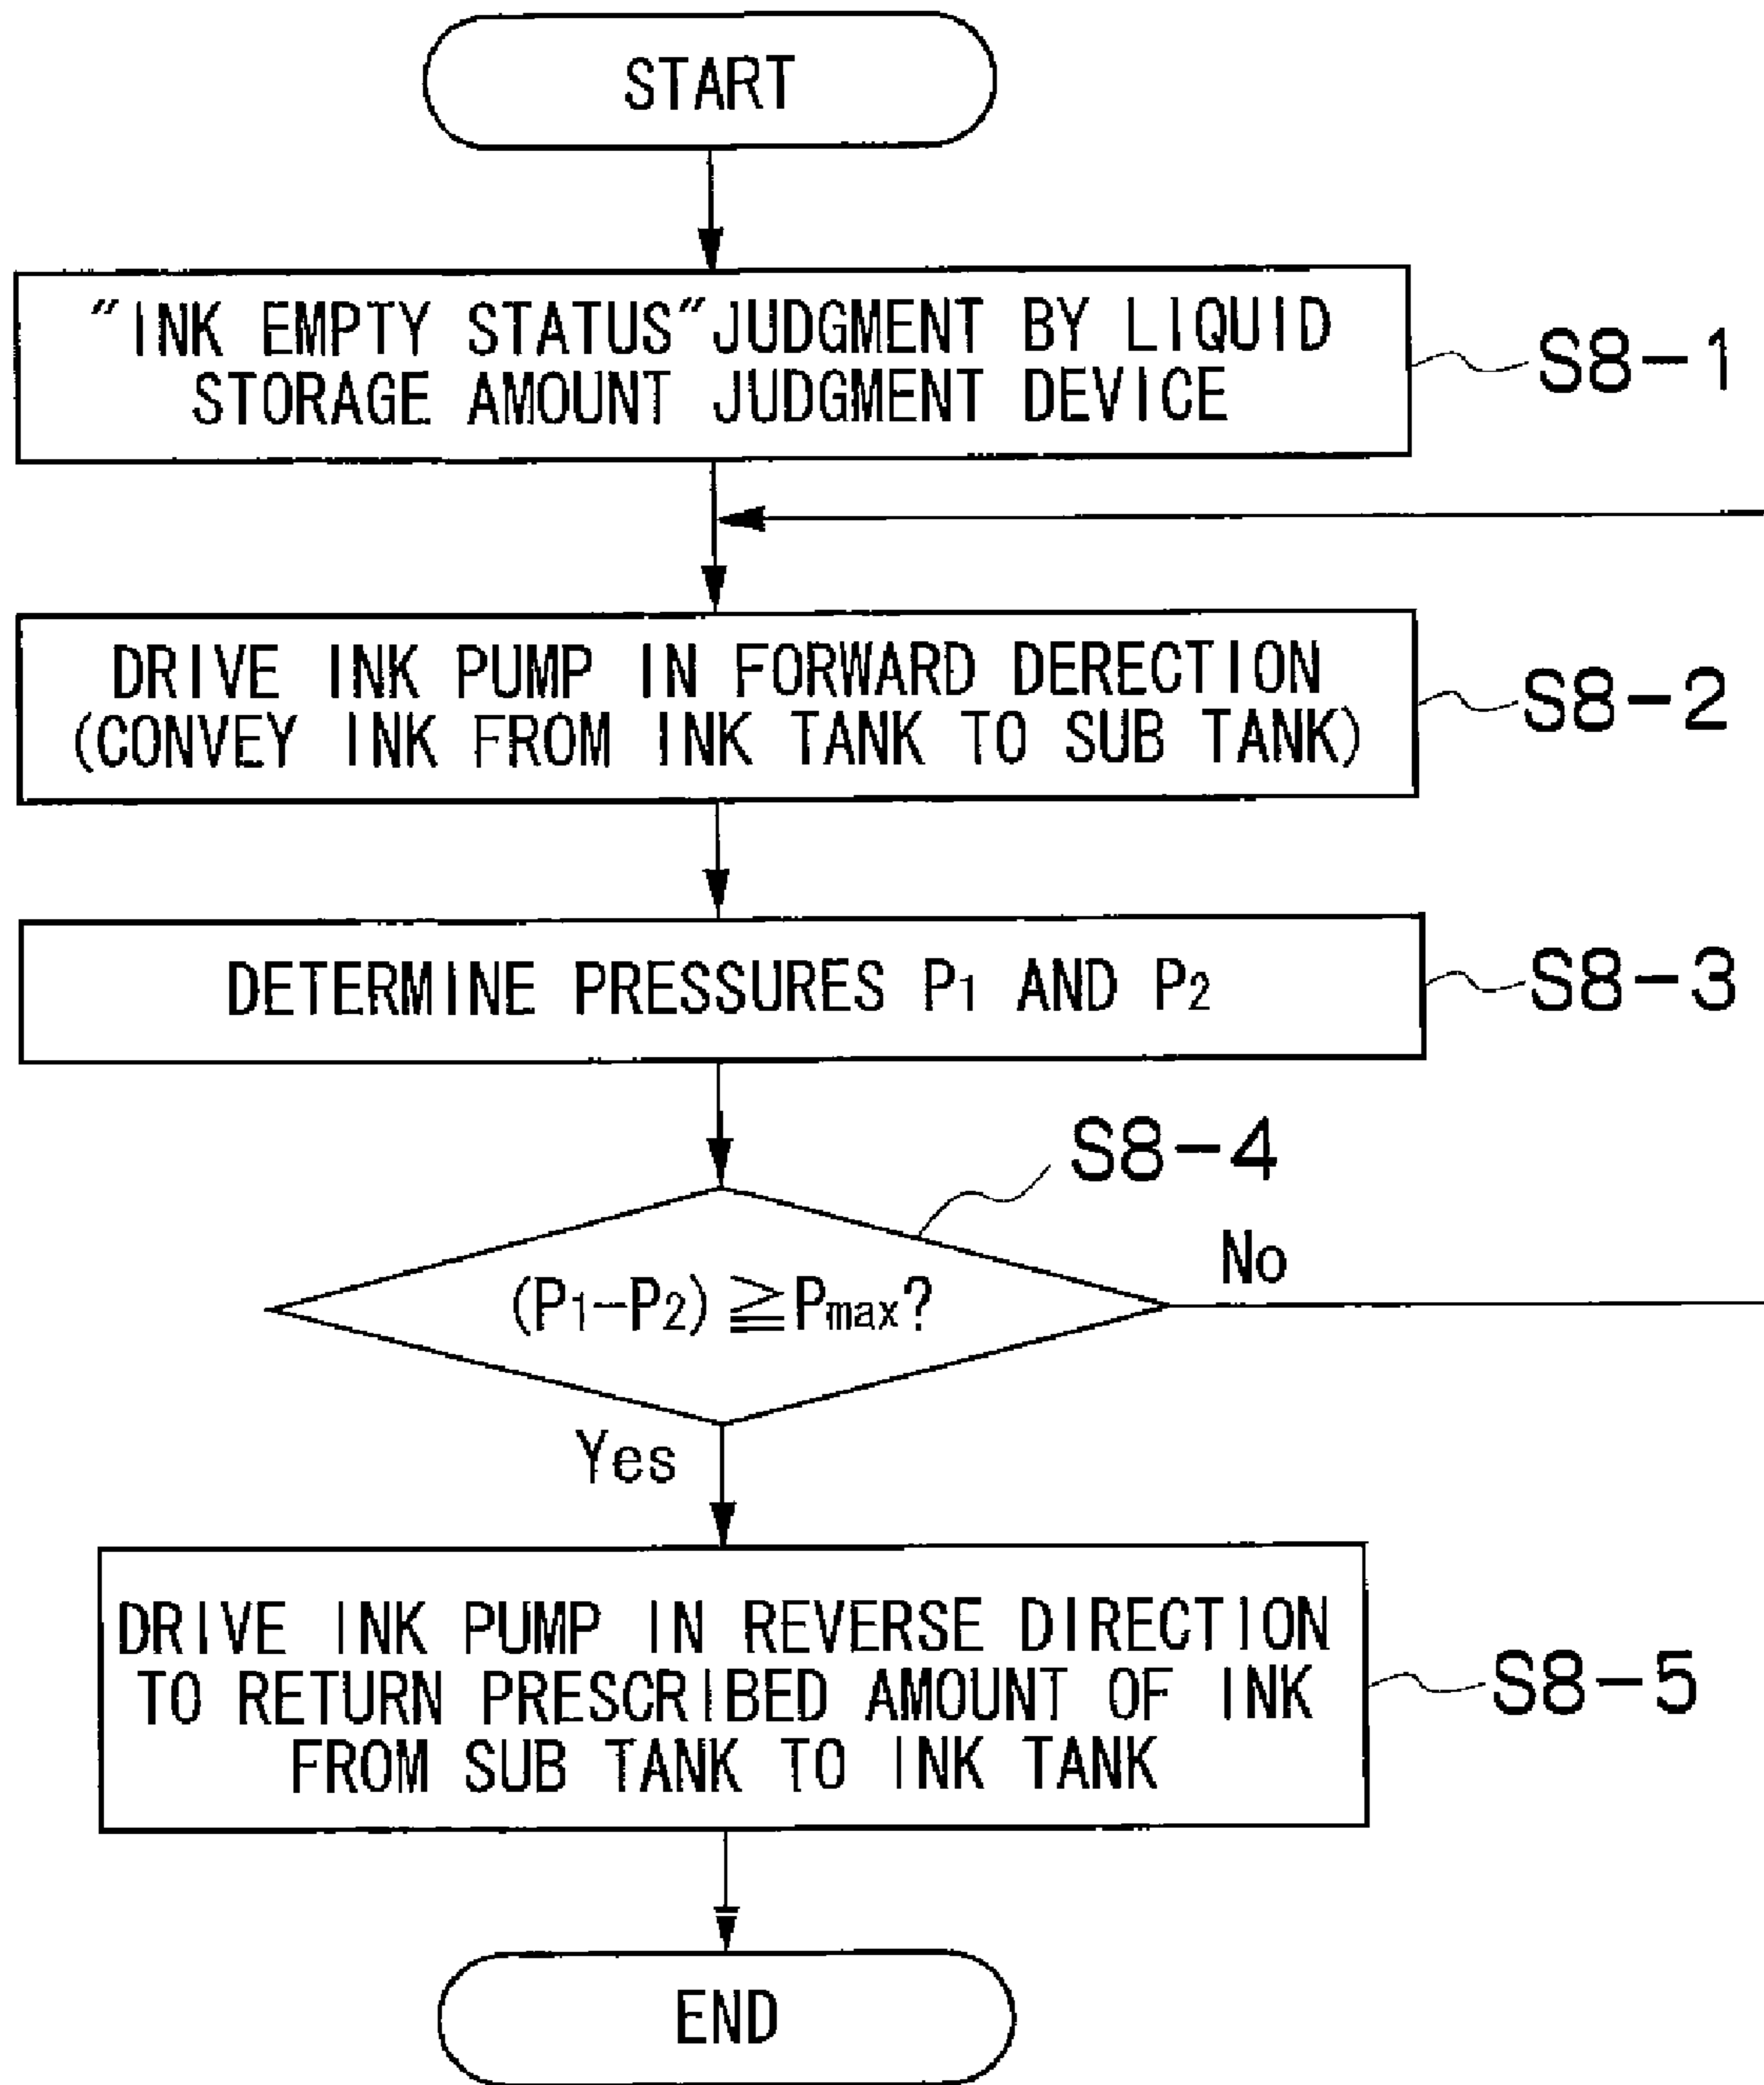 START
"INK EMPTY STATUS" JUDGMENT BY LIQUID
STORAGE AMOUNT JUDGMENT DEVICE
S8-1
DRIVE INK PUMP IN FORWARD DERECTION
(CONVEY INK FROM INK TANK TO SUB TANK)
S8-2
DETERMINE PRESSURES P1 AND P2
S8-3
S8-4
(P1-P2) ≧ Pmax?
No
Yes
DRIVE INK PUMP IN REVERSE DIRECTION
TO RETURN PRESCRIBED AMOUNT OF INK
FROM SUB TANK TO INK TANK
S8-5
END